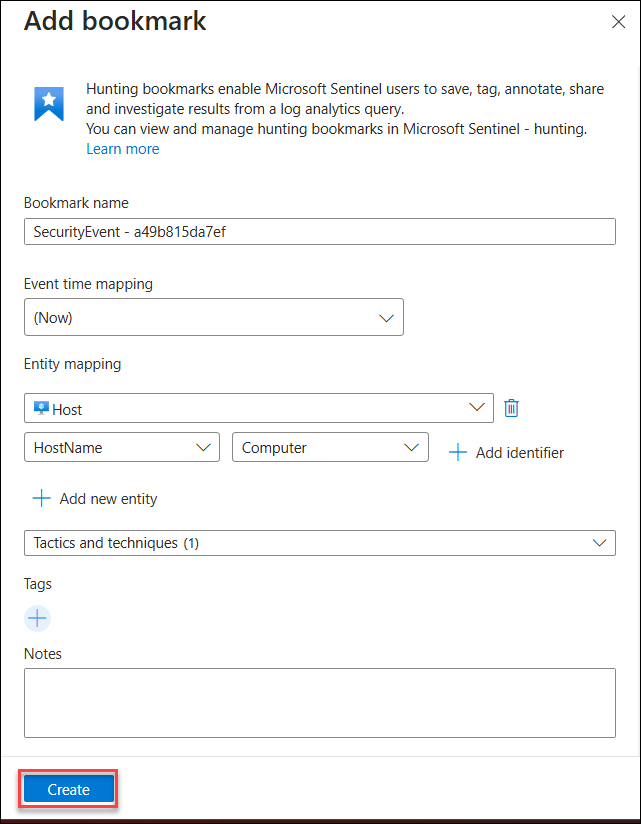 Add bookmark
Hunting bookmarks enable Microsoft Sentinel users to save, tag, annotate, share
and investigate results from a log analytics query.
You can view and manage hunting bookmarks in Microsoft Sentinel - hunting.
Learn more
Bookmark name
SecurityEvent - a49b815da7ef
Event time mapping
(Now)
Entity mapping
Host
HostName Computer Add identifier
Add new entity
Tactics and techniques (1)
Tags
Notes
Create